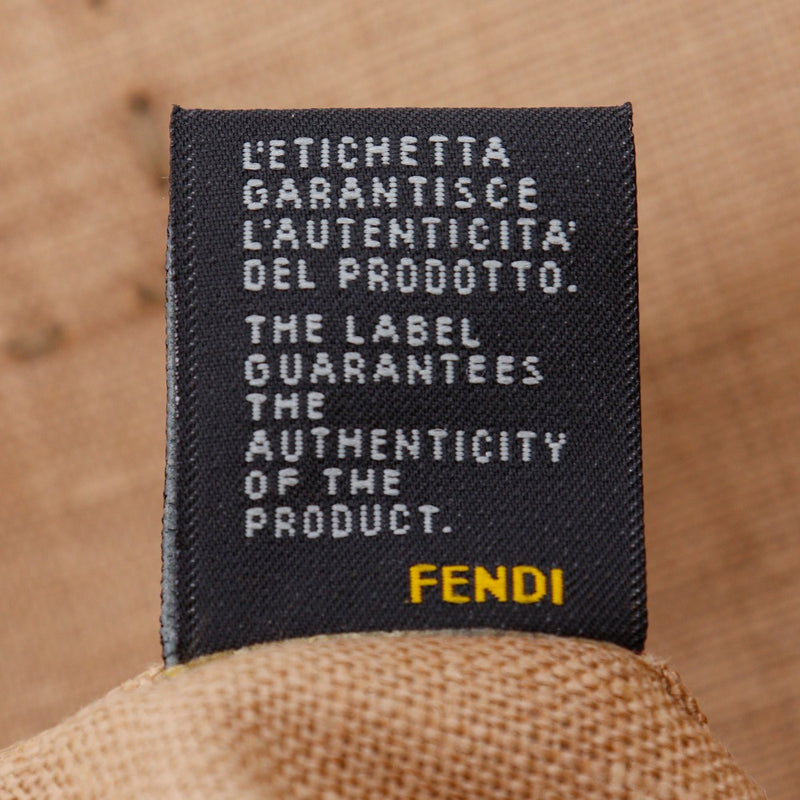 L'ETICHETTA
GARANTISCE
L'AUTENTICITA'
DEL PRODOTTO.
THE LABEL
GUARANTEES
THE
AUTHENTICITY
OF THE
PRODUCT.
FENDI